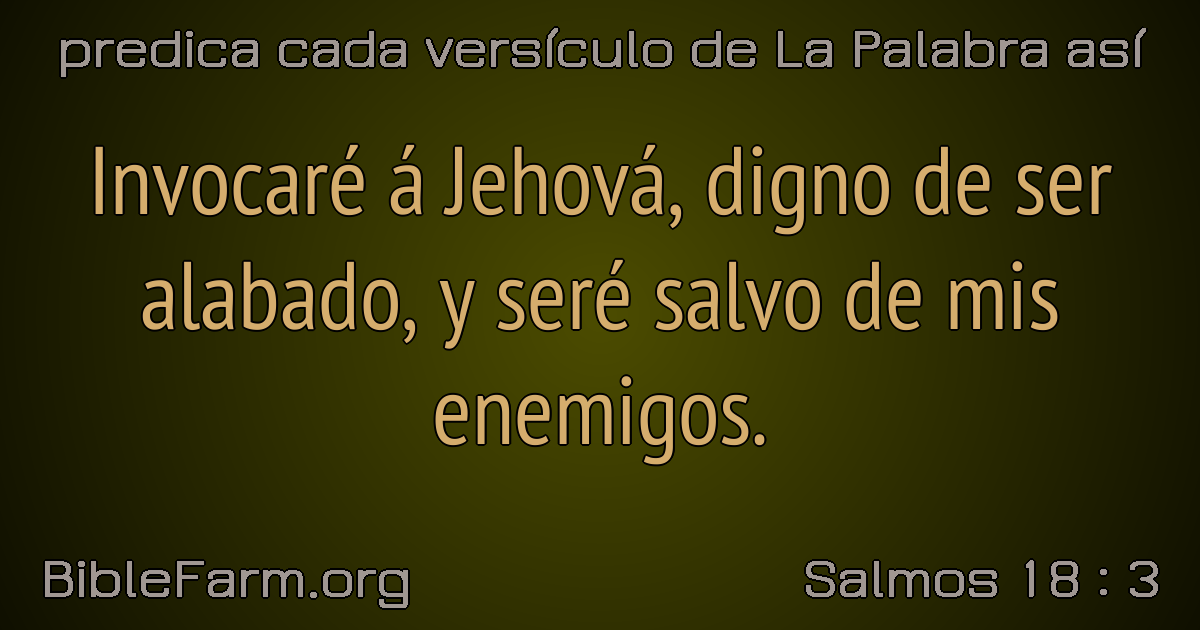 predica cada versículo de La Palabra así
Invocaré á Jehová, digno de ser
alabado, y seré salvo de mis
enemigos.
BibleFarm.org
Salmos 18 : 3